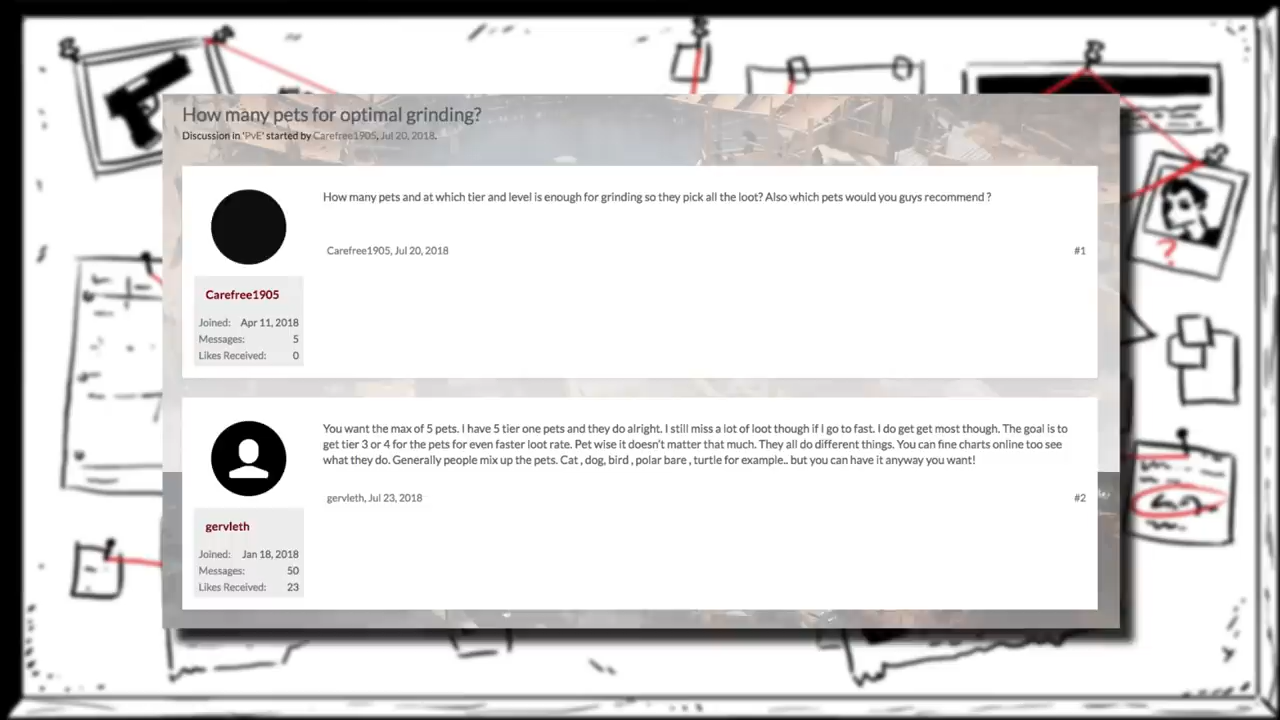 How many pets for optimal grinding?
Discussion in 'PvE' started by Carefree1905, Jul 20, 2018.
How many pets and at which tier and level is enough for grinding so they pick all the loot? Also which pets would you guys recommend ?
Carefree1905, Jul 20, 2018
#1
Carefree1905
Joined: Apr 11, 2018
Messages: 5
Likes Received: 0
You want the max of 5 pets. I have 5 tier one pets and they do alright. I still miss a lot of loot though if I go to fast. I do get get most though. The goal is to
get tier 3 or 4 for the pets for even faster loot rate. Pet wise it doesn't matter that much. They all do different things. You can fine charts online too see
what they do. Generally people mix up the pets. Cat , dog, bird , polar bare , turtle for example.. but you can have it anyway you want!
gervleth, Jul 23, 2018
#2
gervleth
Joined: Jan 18, 2018
Messages: 50
Likes Received: 23
?